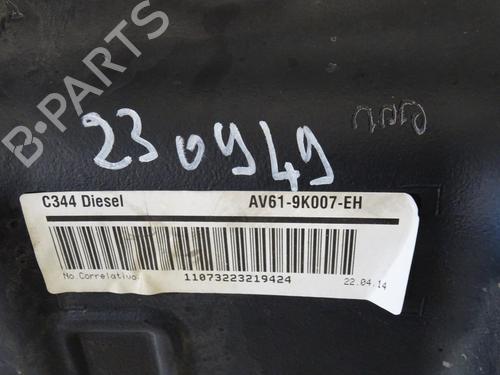 B-PARTS
230949
C344 Diesel AV61-9K007-EH
No.Correlativo 11073223219424 22.04.14